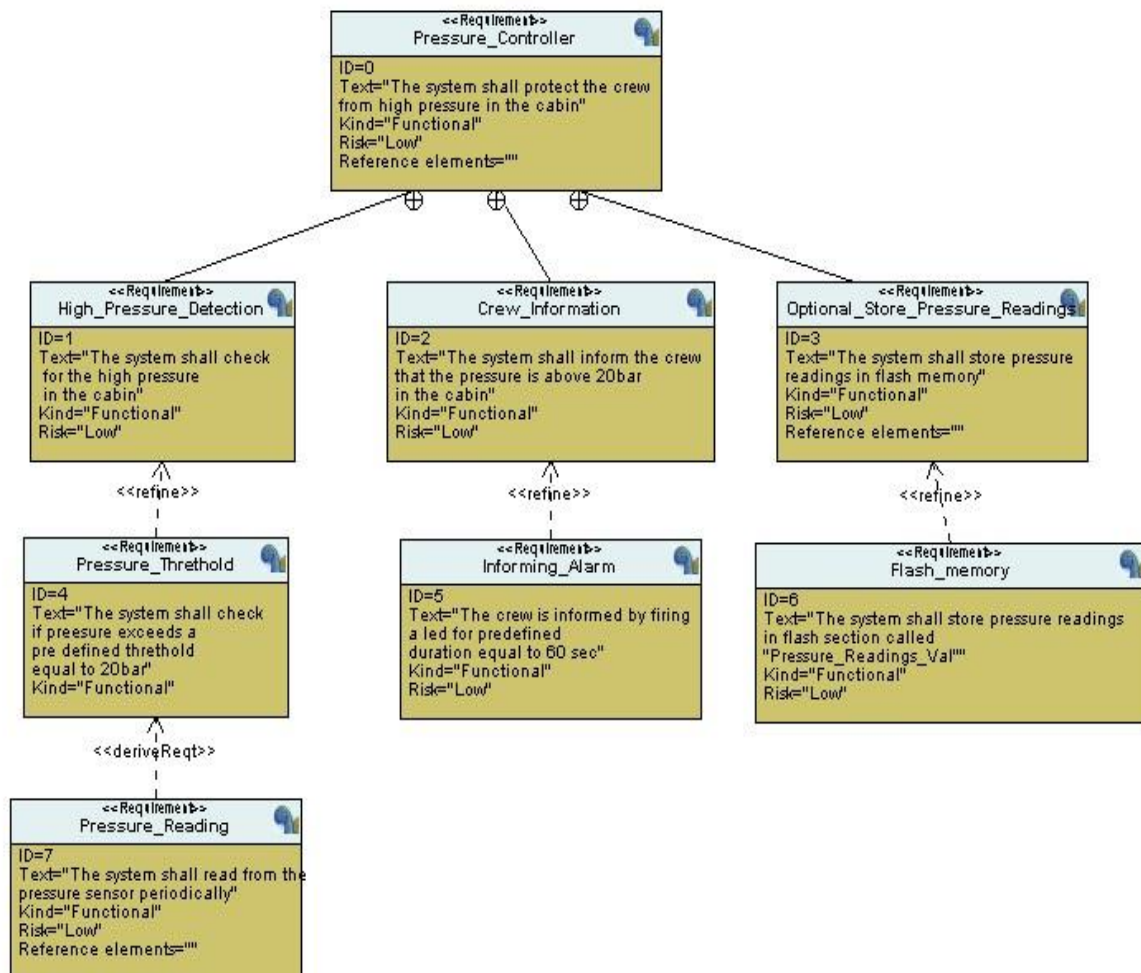 <<Requirement>>
Pressure_Controller
ID=0
Text="The system shall protect the crew
from high pressure in the cabin"
Kind="Functional"
Risk="Low"
Reference elements=""
<<Requirement>>
High_Pressure_Detection
ID=1
Text="The system shall check
for the high pressure
in the cabin"
Kind="Functional"
Risk="Low"
<<Requirement>>
Crew_Information
ID=2
Text="The system shall inform the crew
that the pressure is above 20bar
in the cabin"
Kind="Functional"
Risk="Low"
<<Requirement>>
Optional_Store_Pressure_Readings
ID=3
Text="The system shall store pressure
readings in flash memory"
Kind="Functional"
Risk="Low"
Reference elements=""
<<refine>>
<<refine>>
<<refine>>
<<Requirement>>
Pressure_Threthold
ID=4
Text="The system shall check
if preesure exceeds a
pre defined threthold
equal to 20bar"
Kind="Functional"
<<Requirement>>
Informing_Alarm
ID=5
Text="The crew is informed by firing
a led for predefined
duration equal to 60 sec"
Kind="Functional"
Risk="Low"
<<Requirement>>
Flash_memory
ID=6
Text="The system shall store pressure readings
in flash section called
"Pressure_Readings_Val""
Kind="Functional"
Risk="Low"
<<deriveReqt>>
<<Requirement>>
Pressure_Reading
ID=7
Text="The system shall read from the
pressure sensor periodically"
Kind="Functional"
Risk="Low"
Reference elements=""